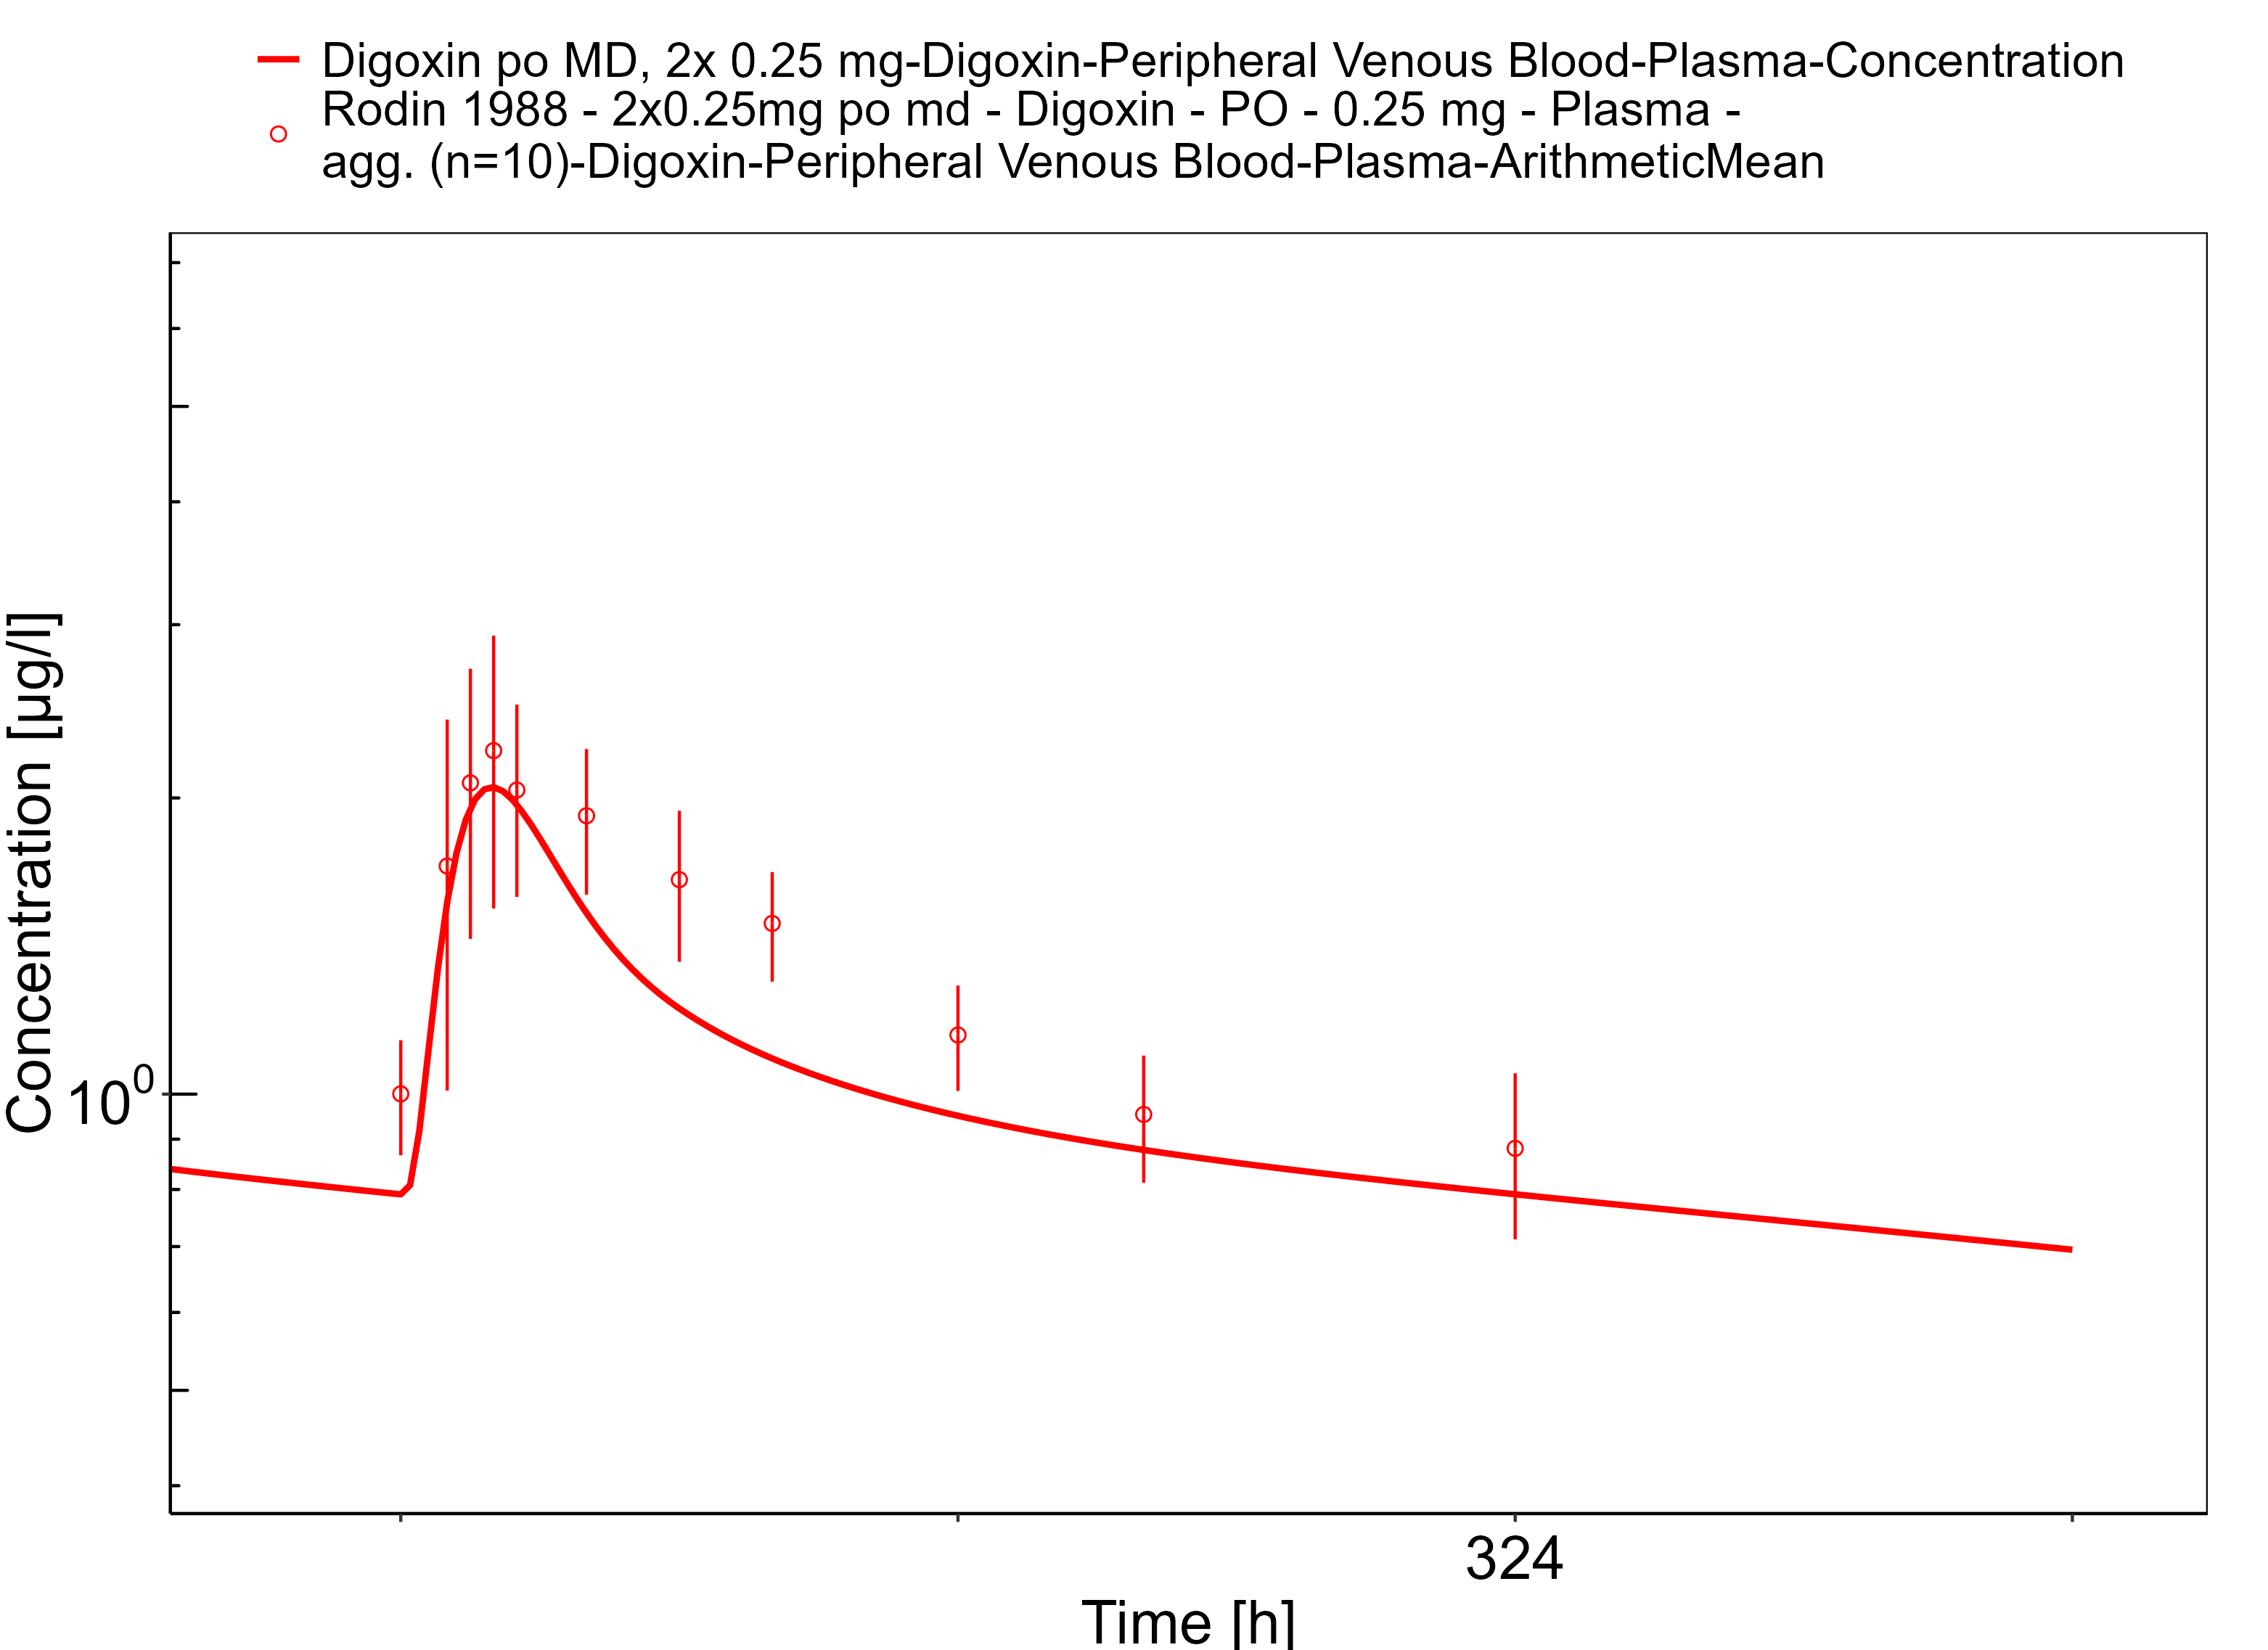 Digoxin po MD, 2x 0.25 mg-Digoxin-Peripheral Venous Blood-Plasma-Concentration
Rodin 1988 - 2x0.25mg po md - Digoxin - PO - 0.25 mg - Plasma -
agg. (n=10)-Digoxin-Peripheral Venous Blood-Plasma-ArithmeticMean
Concentration [µg/l]
10⁰
324
Time [h]